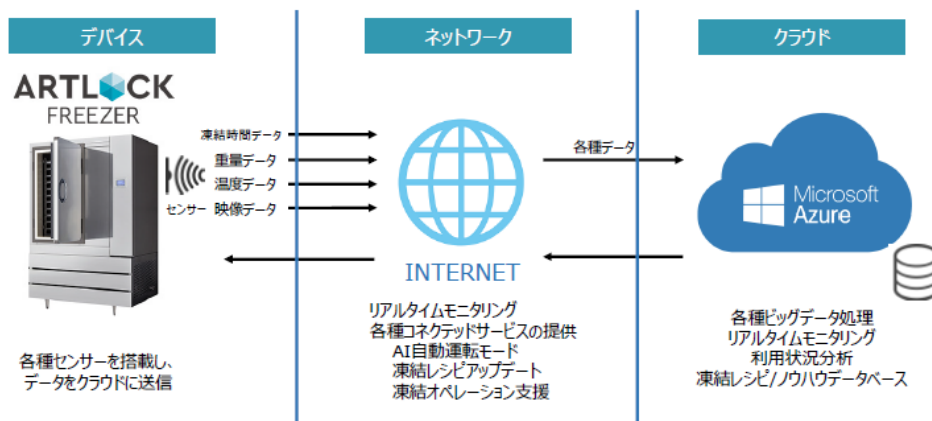 デバイス
ARTLOCK
FREEZER
凍結時間データ
重量データ
温度データ
センサー 映像データ
各種センサーを搭載し、
データをクラウドに送信
ネットワーク
INTERNET
リアルタイムモニタリング
各種コネクテッドサービスの提供
AI自動運転モード
凍結レシピアップデート
凍結オペレーション支援
各種データ
クラウド
Microsoft
Azure
各種ビッグデータ処理
リアルタイムモニタリング
利用状況分析
凍結レシピ/ノウハウデータベース